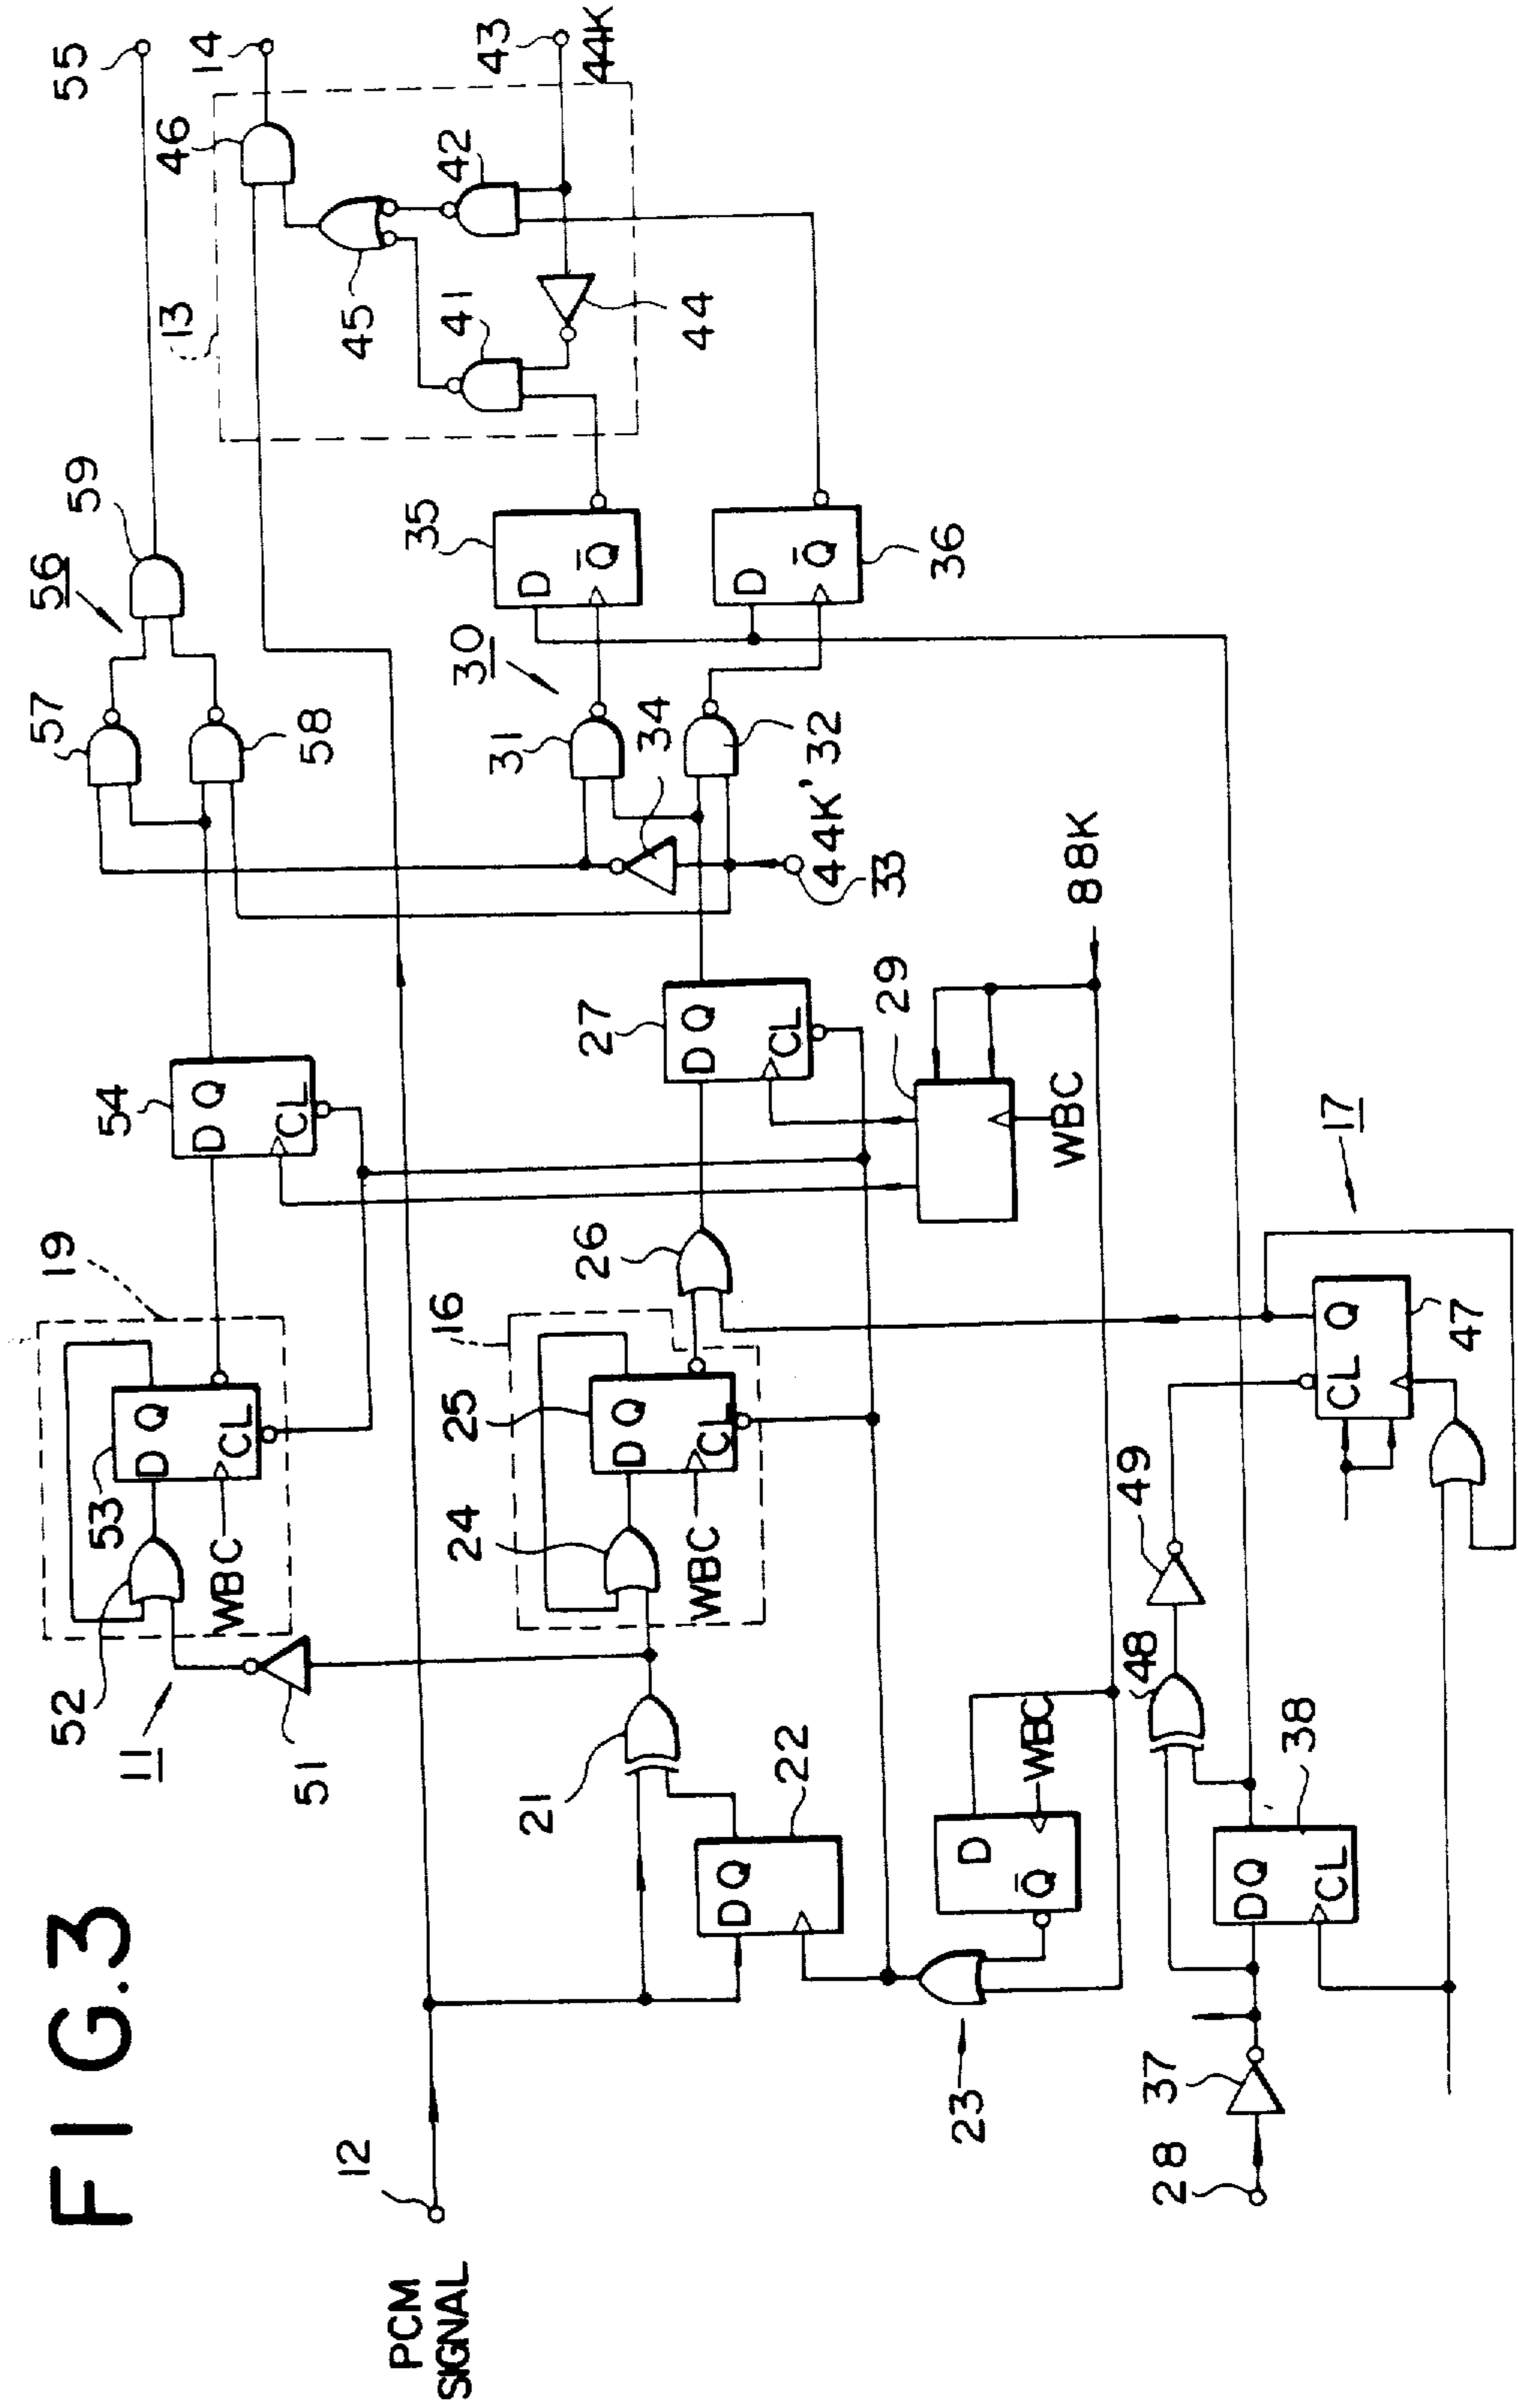 FIG.3
PCM
SIGNAL
12
11
51
52
19
53
D Q
CL
WBC
54
D Q
CL
57
58
56
59
55
13
46
14
45
42
41
44
43
44K
21
22
D Q
16
24
25
D Q
CL
WBC
26
27
D Q
CL
29
WBC
88K
30
31
34
32
33
44K'
35
D
Q̄
36
D
Q̄
23
D
Q̄
WBC
28
37
38
D Q
CL
48
49
17
47
CL Q